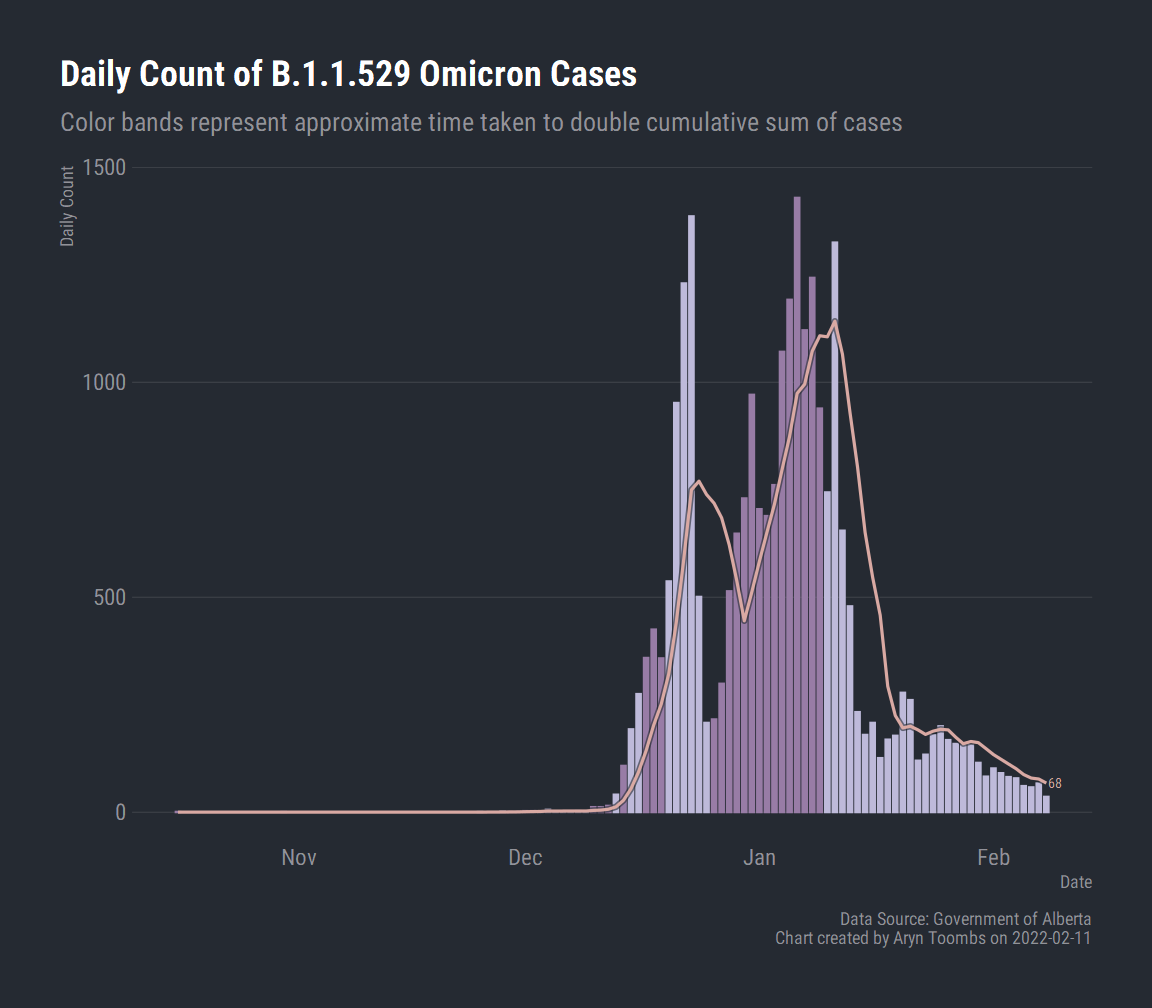 Daily Count of B.1.1.529 Omicron Cases
Color bands represent approximate time taken to double cumulative sum of cases
Daily Count
1500
1000
500
0
68
Nov Dec Jan Feb
Date
Data Source: Government of Alberta
Chart created by Aryn Toombs on 2022-02-11